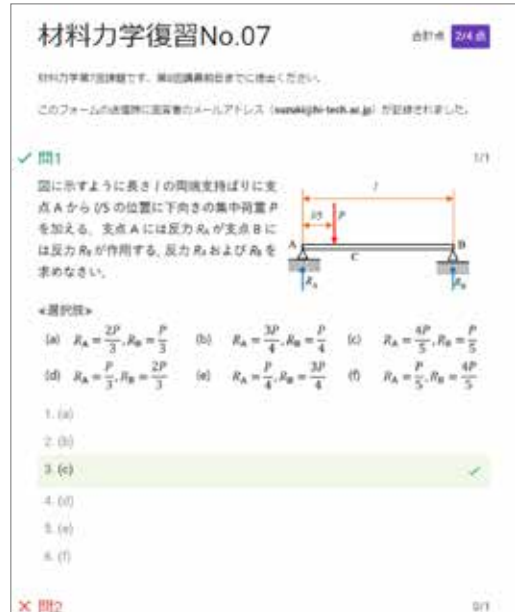 材料力学復習No.07
合計点 2/4 点
材料力学第7回課題です。第8回講義前日までに提出ください。
このフォームの送信時に回答者のメールアドレス（suzuki@hi-tech.ac.jp）が記録されました。
✓ 問1 1/1
図に示すように長さ l の両端支持ばりに支
点 A から l/5 の位置に下向きの集中荷重 P
を加える。支点 A には反力 RA が支点 B に
は反力 RB が作用する。反力 RA および RB を
求めなさい。
l
l/5 P
A B
C
RA RB
<選択肢>
(a) RA = 2P/3, RB = P/3 (b) RA = 3P/4, RB = P/4 (c) RA = 4P/5, RB = P/5
(d) RA = P/3, RB = 2P/3 (e) RA = P/4, RB = 3P/4 (f) RA = P/5, RB = 4P/5
1. (a)
2. (b)
3. (c) ✓
4. (d)
5. (e)
6. (f)
× 問2 0/1